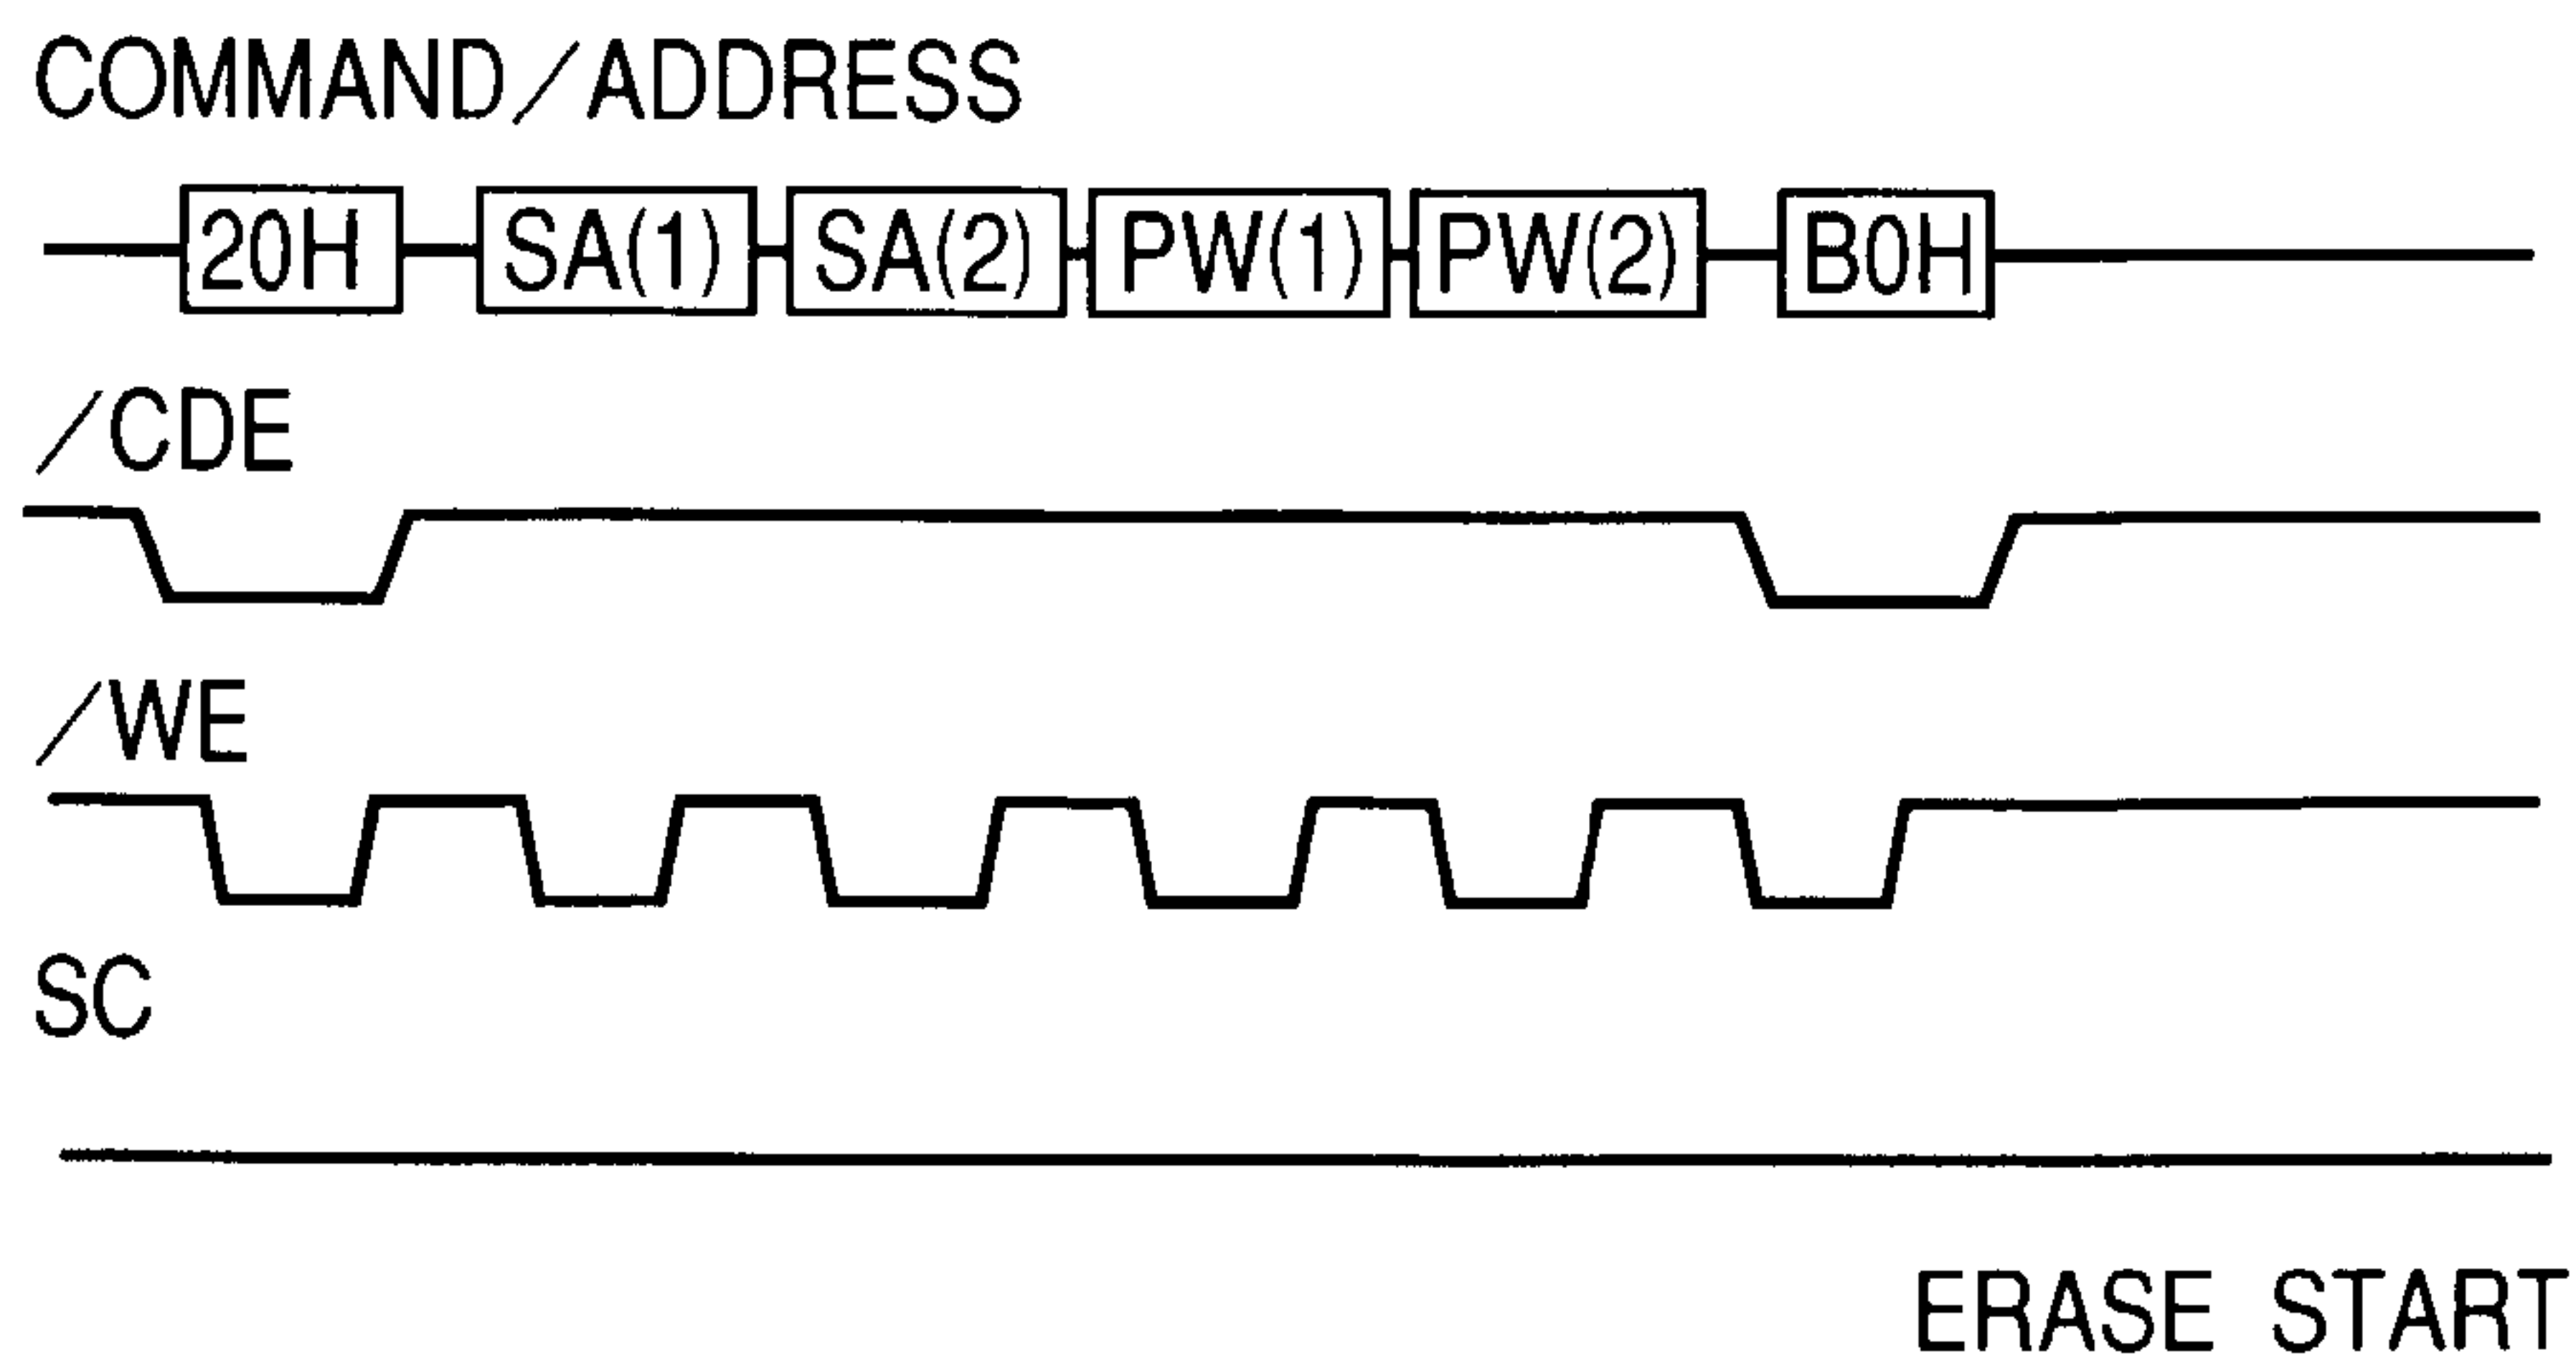 COMMAND/ADDRESS
20H SA(1) SA(2) PW(1) PW(2) B0H
/CDE
/WE
SC
ERASE START